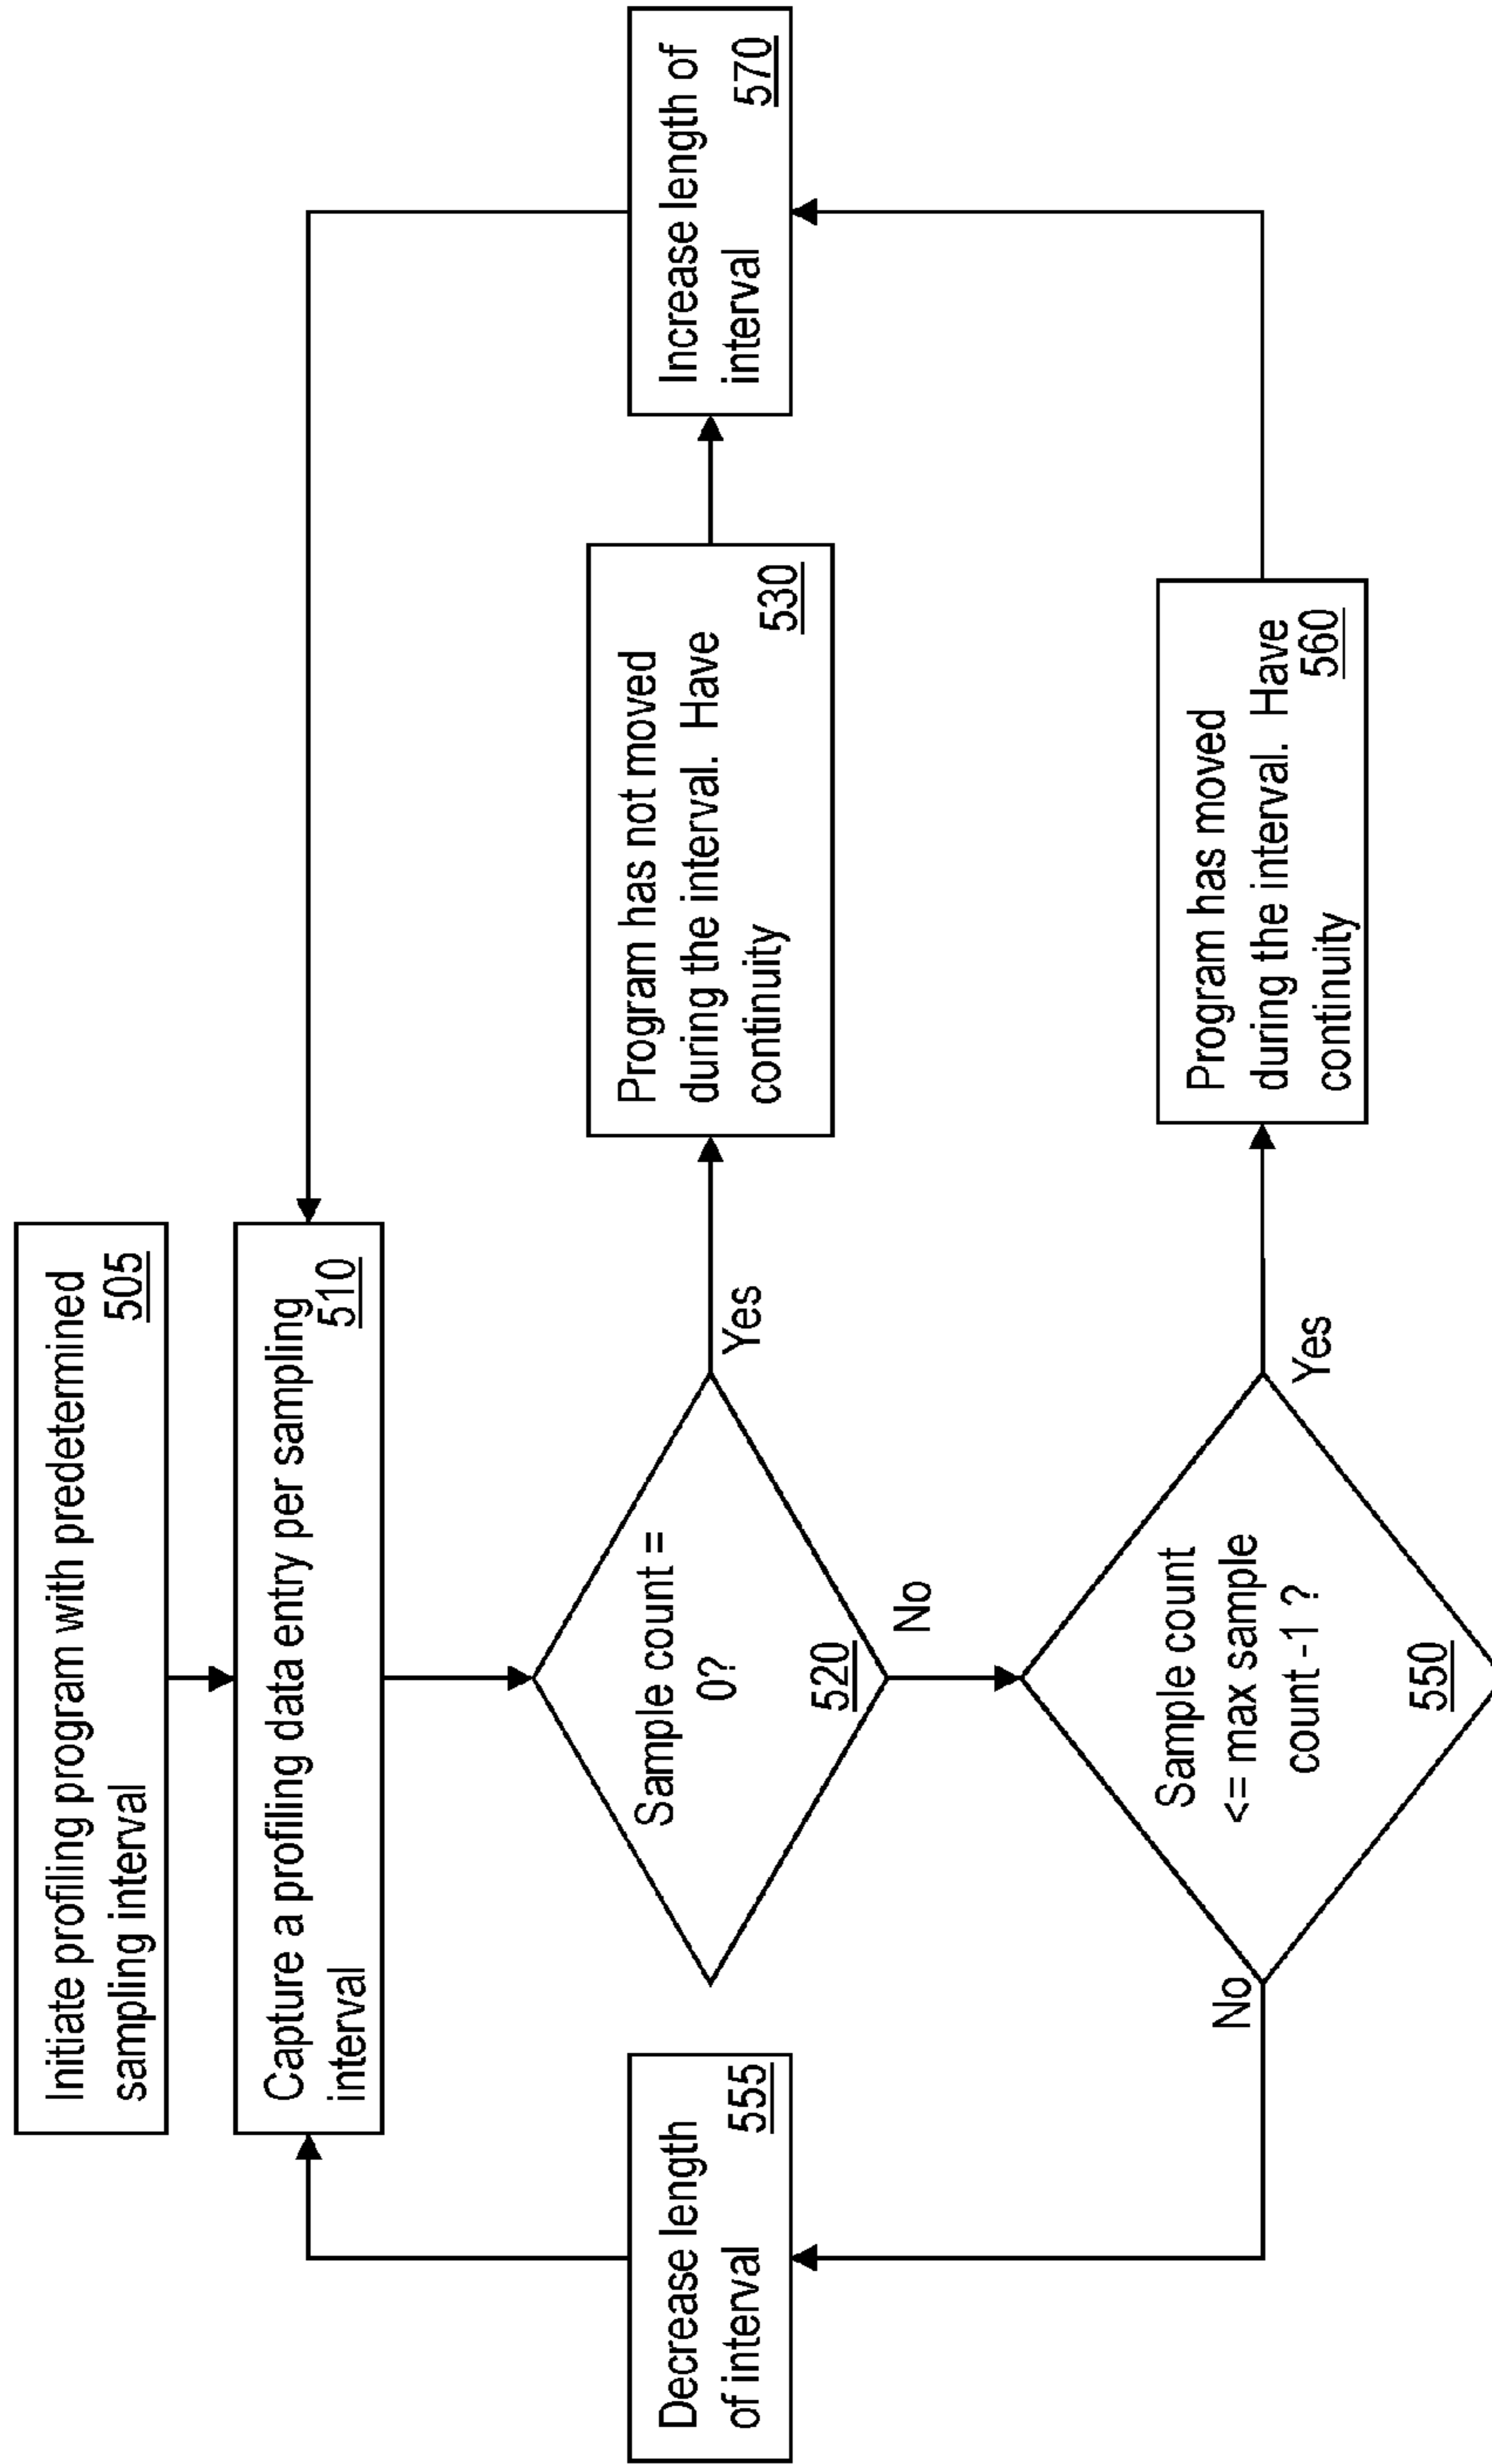 Initiate profiling program with predetermined
sampling interval
505
Capture a profiling data entry per sampling
interval
510
Sample count =
0?
520
Yes
No
Program has not moved
during the interval. Have
continuity
530
Increase length of
interval
570
Decrease length
of interval
555
Sample count
<= max sample
count -1 ?
550
No
Yes
Program has moved
during the interval. Have
continuity
560